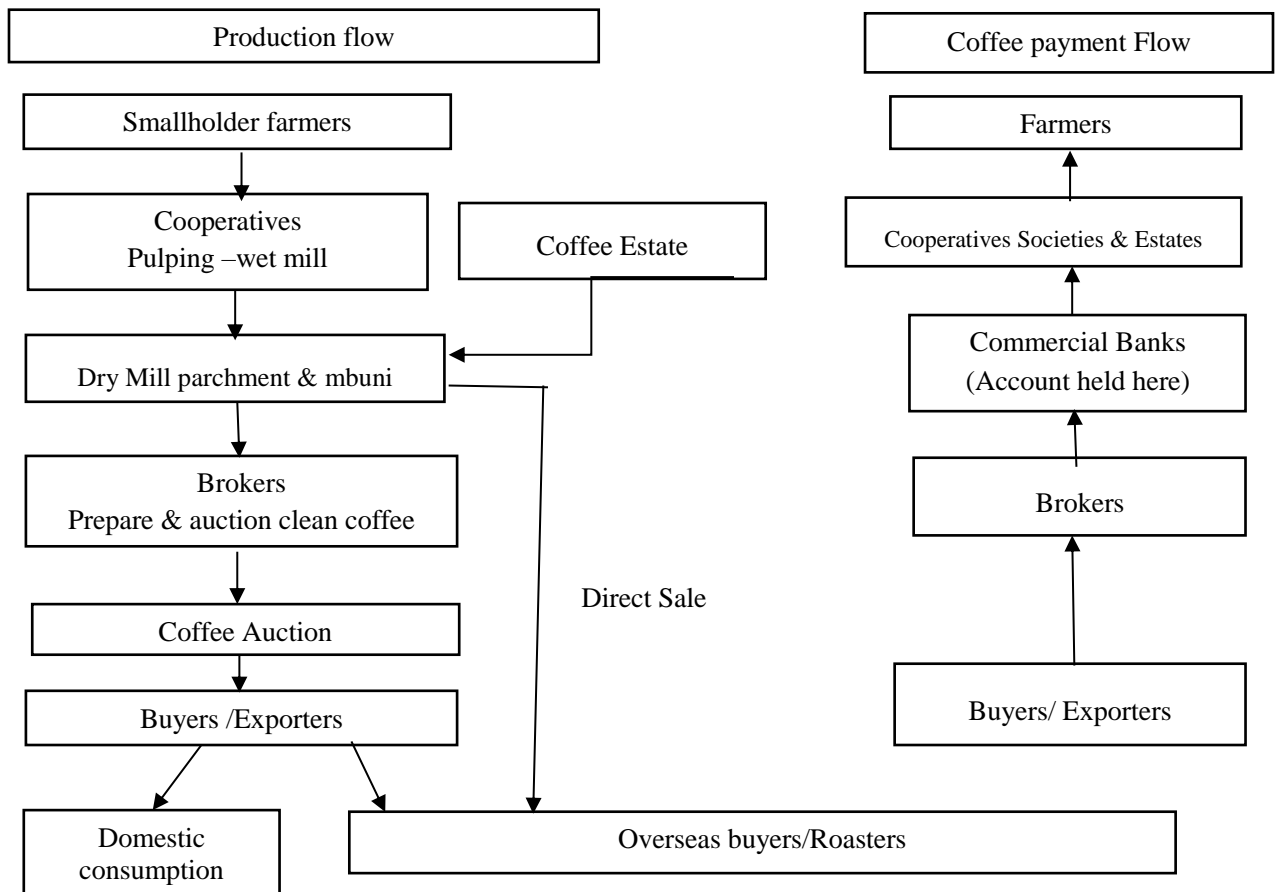 Production flow
Coffee payment Flow
Smallholder farmers
Cooperatives
Pulping –wet mill
Coffee Estate
Dry Mill parchment & mbuni
Brokers
Prepare & auction clean coffee
Direct Sale
Coffee Auction
Buyers /Exporters
Domestic
consumption
Overseas buyers/Roasters
Farmers
Cooperatives Societies & Estates
Commercial Banks
(Account held here)
Brokers
Buyers/ Exporters